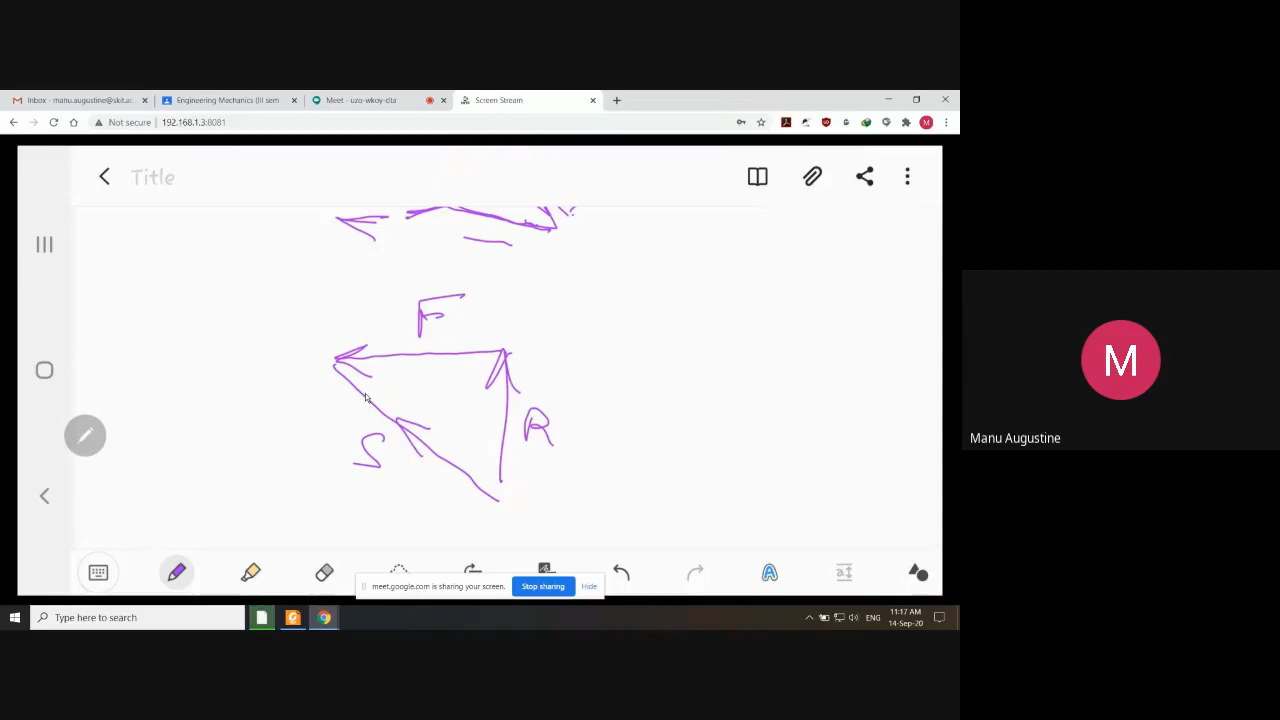 Inbox - manu.augustine@skit.ac.
Engineering Mechanics (III sem
Meet - uzo-wkoy-dta
Screen Stream
Not secure | 192.168.1.3:8081
Title
F
R
S
M
Manu Augustine
meet.google.com is sharing your screen.
Stop sharing
Hide
Type here to search
ENG
11:17 AM
14-Sep-20